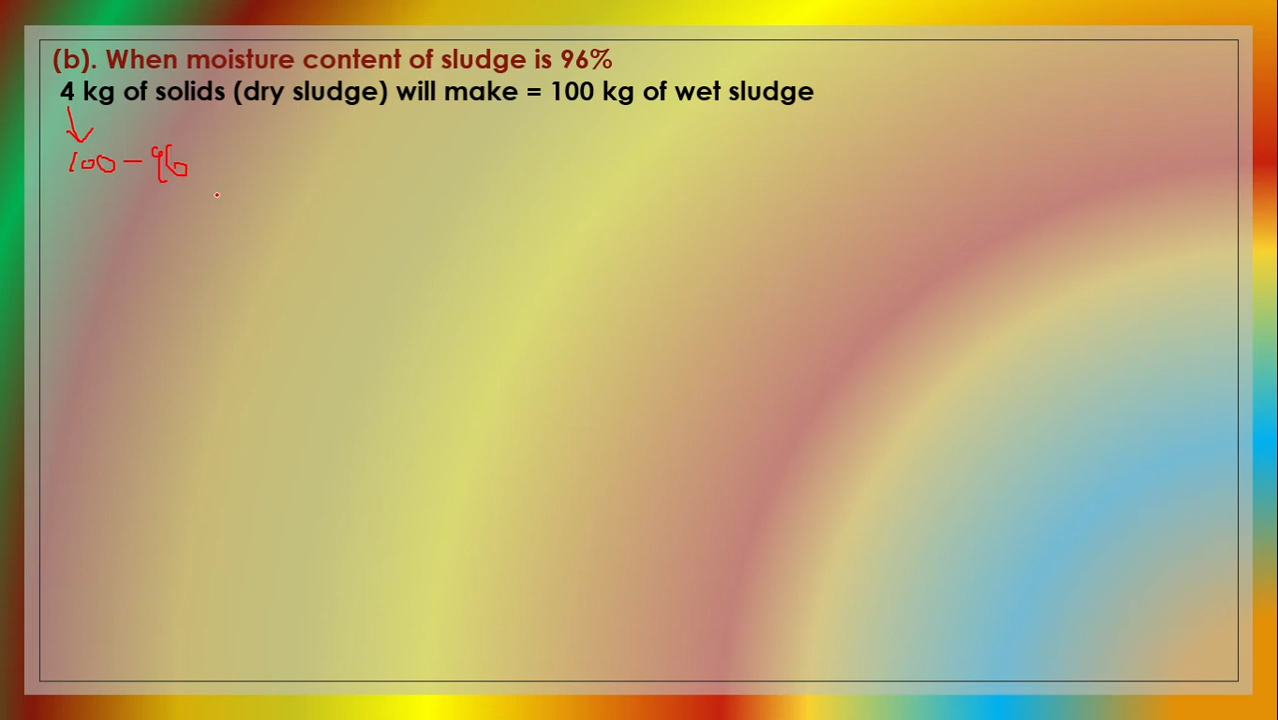 (b). When moisture content of sludge is 96%
4 kg of solids (dry sludge) will make = 100 kg of wet sludge
100 - 96